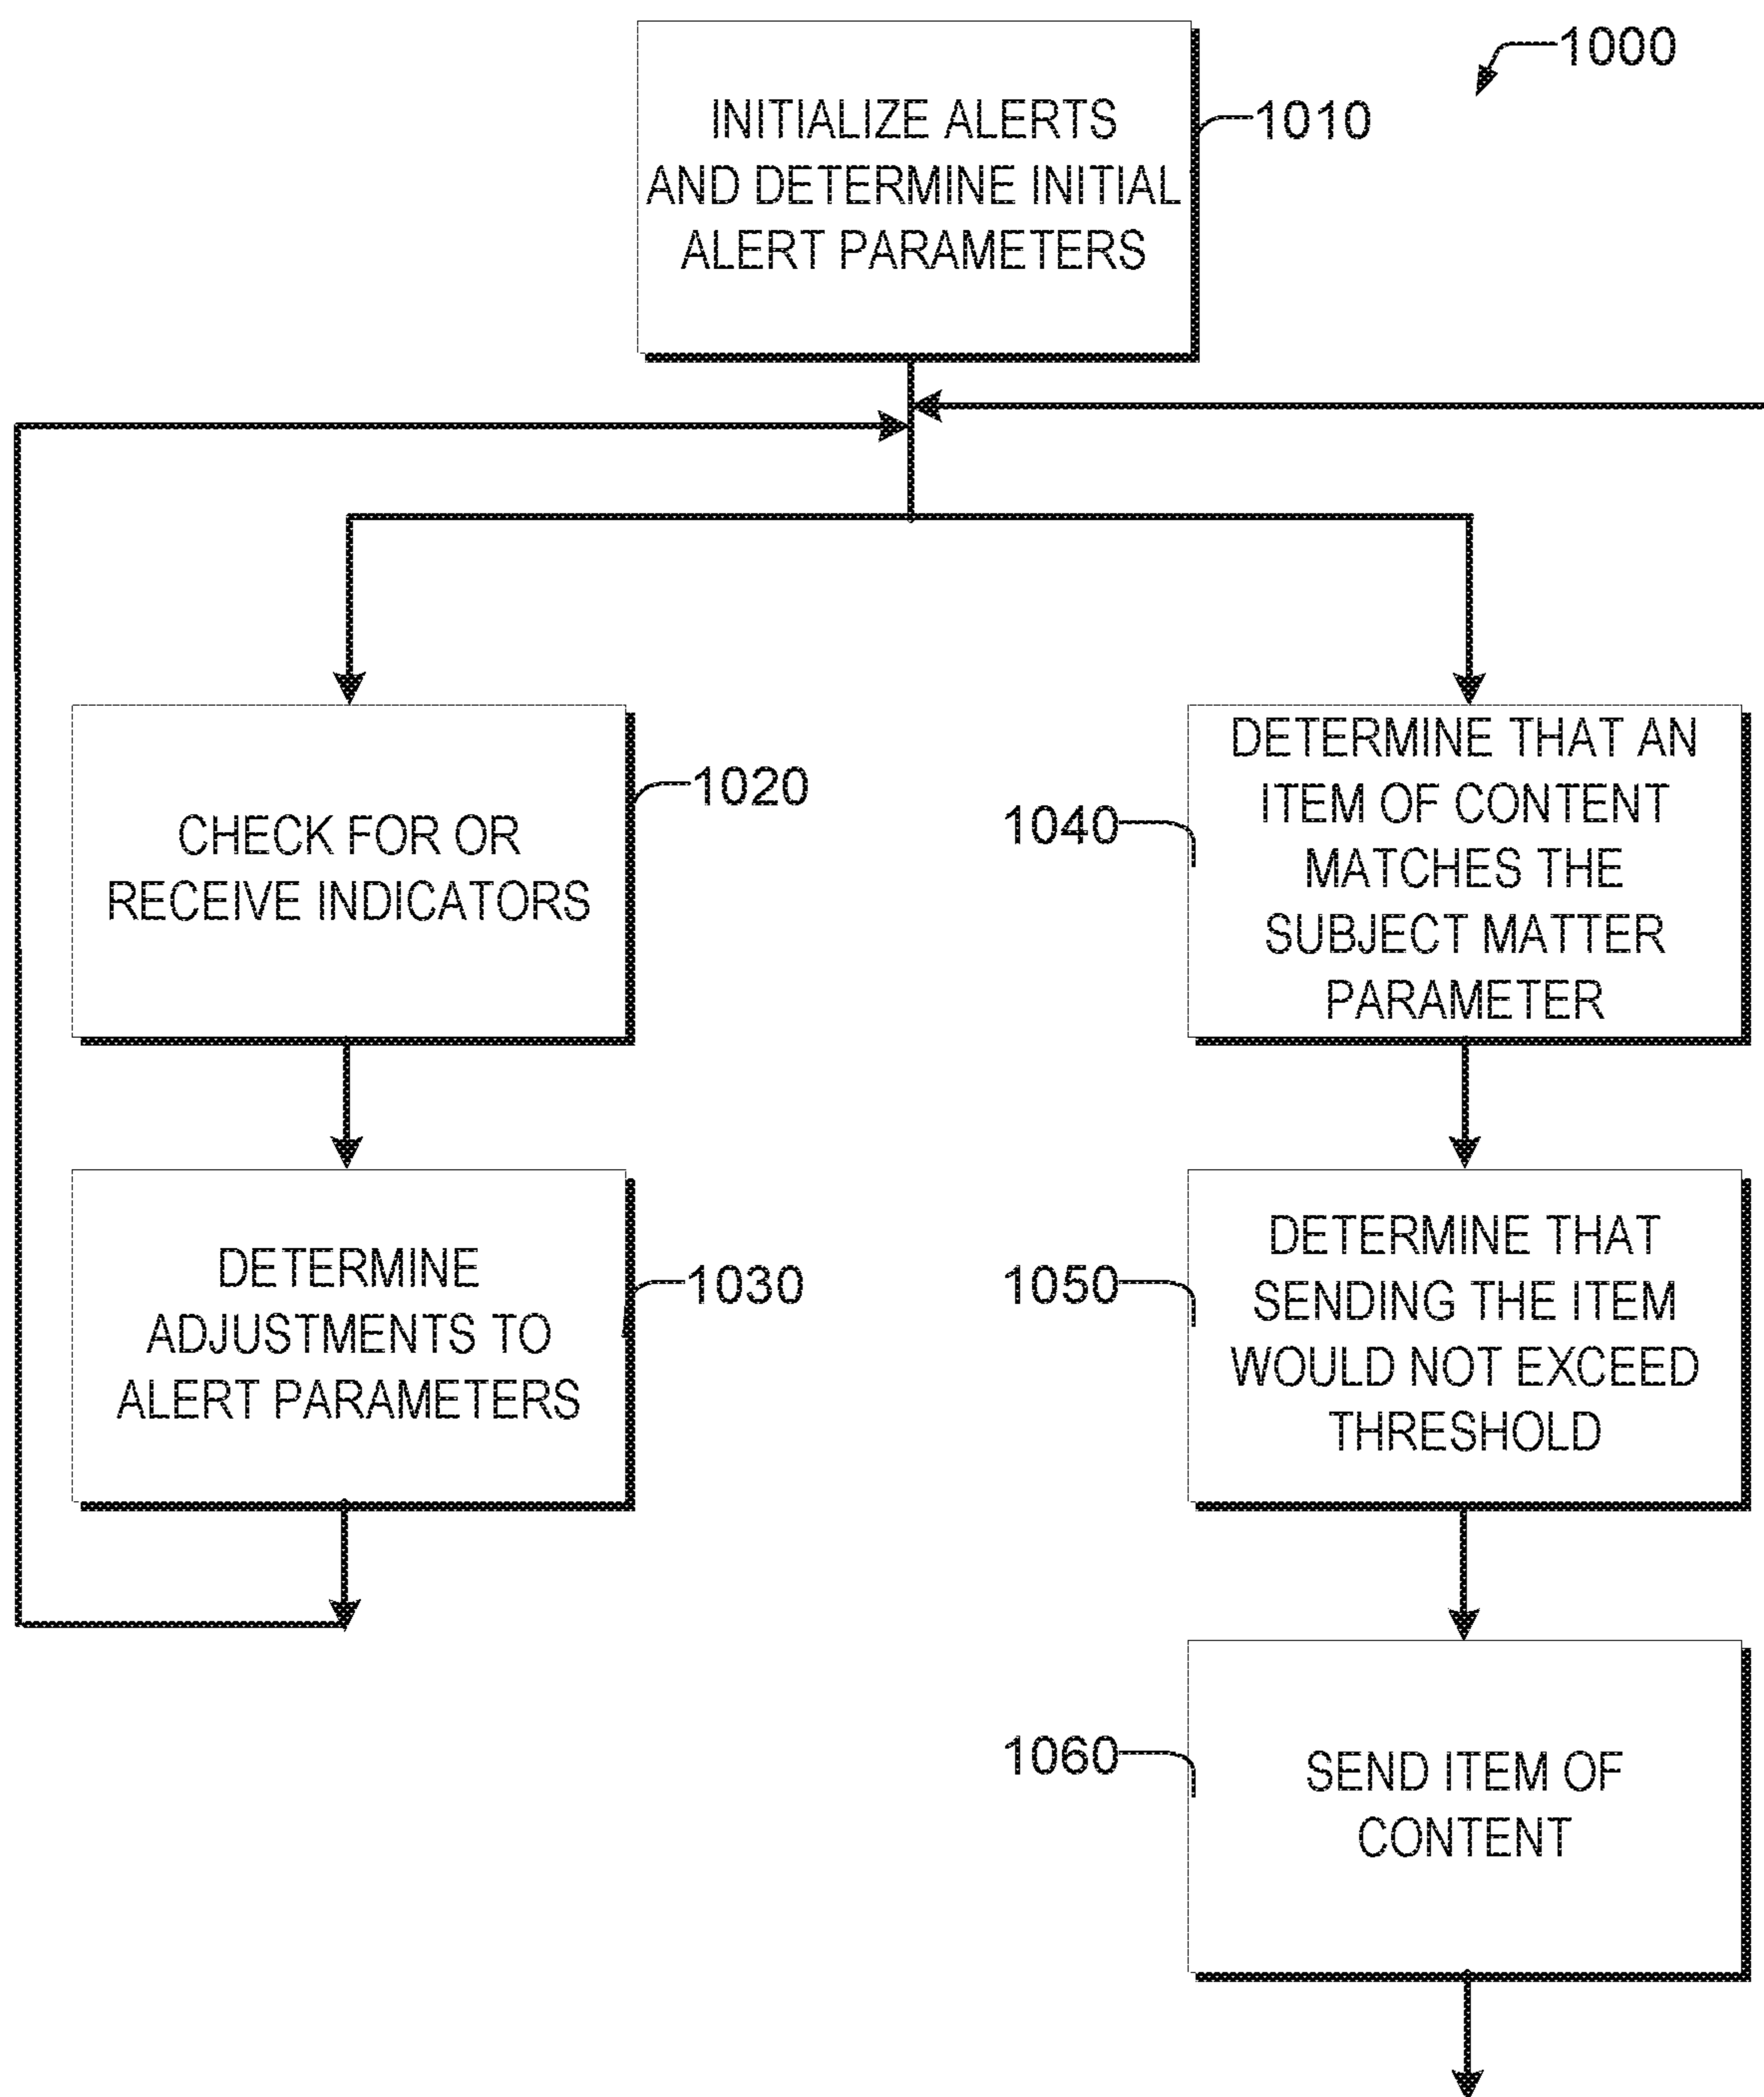 1000
INITIALIZE ALERTS
AND DETERMINE INITIAL
ALERT PARAMETERS
1010
CHECK FOR OR
RECEIVE INDICATORS
1020
DETERMINE
ADJUSTMENTS TO
ALERT PARAMETERS
1030
1040
DETERMINE THAT AN
ITEM OF CONTENT
MATCHES THE
SUBJECT MATTER
PARAMETER
1050
DETERMINE THAT
SENDING THE ITEM
WOULD NOT EXCEED
THRESHOLD
1060
SEND ITEM OF
CONTENT